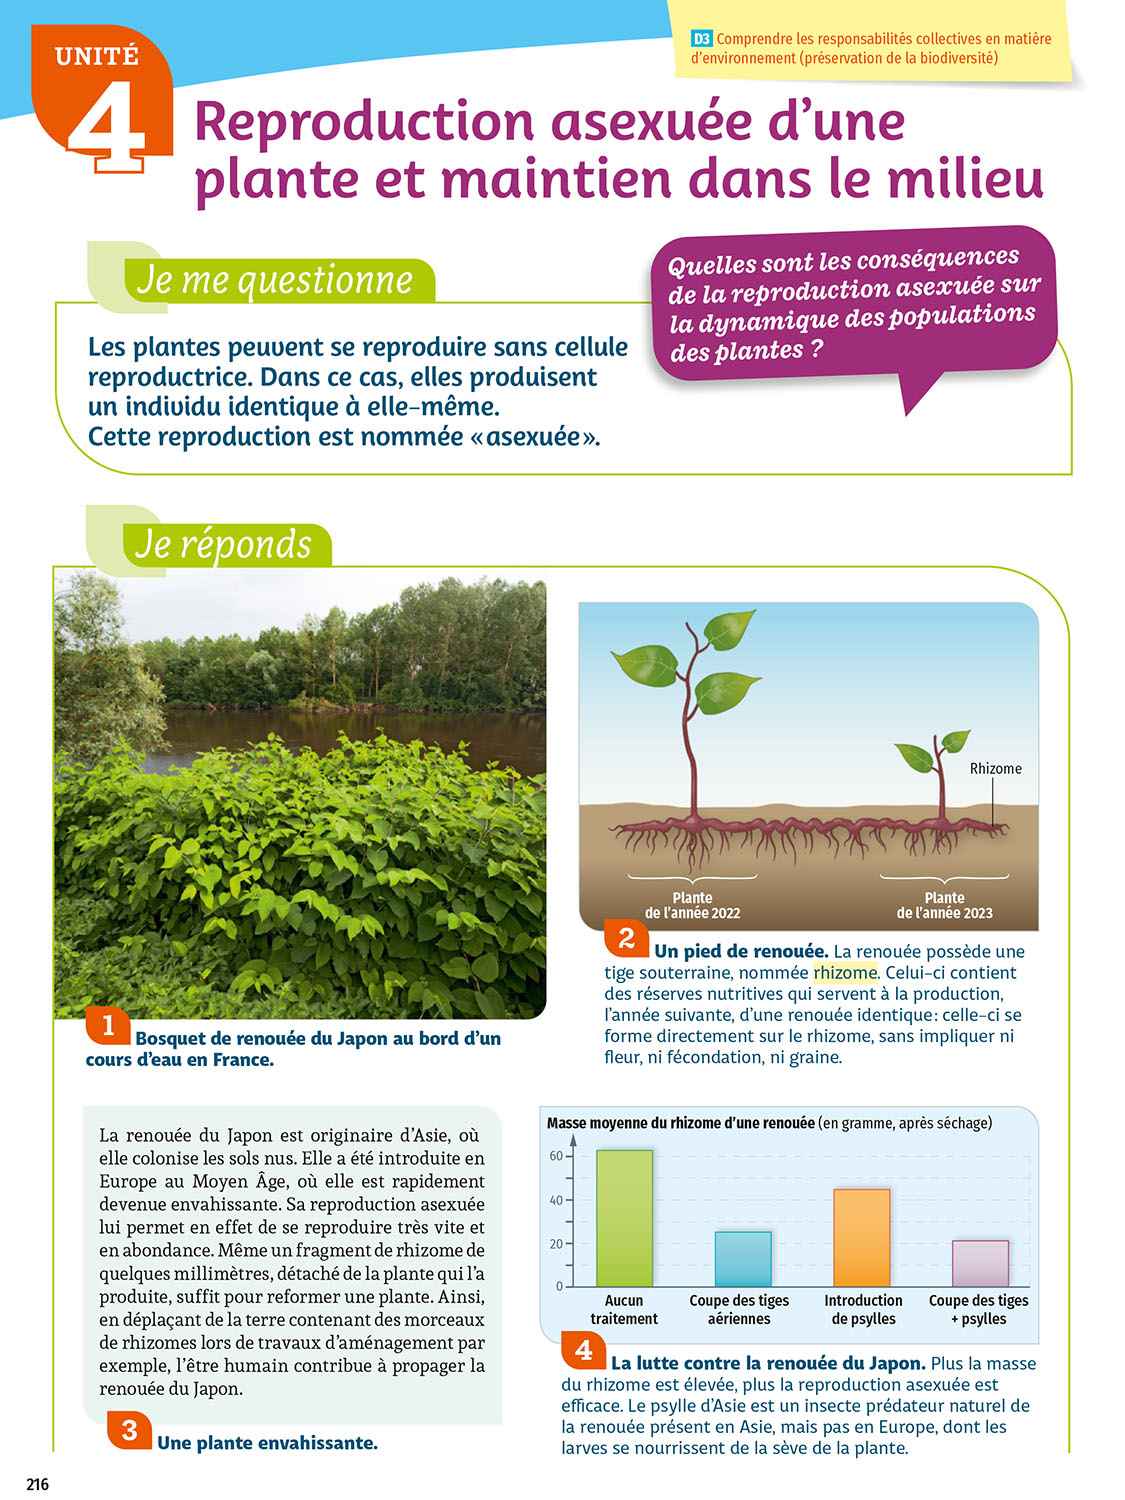 D3 Comprendre les responsabilités collectives en matière
d'environnement (préservation de la biodiversité)
UNITÉ
4
Reproduction asexuée d'une
plante et maintien dans le milieu
Je me questionne
Quelles sont les conséquences
de la reproduction asexuée sur
la dynamique des populations
des plantes ?
Les plantes peuvent se reproduire sans cellule
reproductrice. Dans ce cas, elles produisent
un individu identique à elle-même.
Cette reproduction est nommée « asexuée ».
Je réponds
Rhizome
Plante
de l'année 2022
Plante
de l'année 2023
1 Bosquet de renouée du Japon au bord d'un
cours d'eau en France.
2 Un pied de renouée. La renouée possède une
tige souterraine, nommée rhizome. Celui-ci contient
des réserves nutritives qui servent à la production,
l'année suivante, d'une renouée identique : celle-ci se
forme directement sur le rhizome, sans impliquer ni
fleur, ni fécondation, ni graine.
La renouée du Japon est originaire d'Asie, où
elle colonise les sols nus. Elle a été introduite en
Europe au Moyen Âge, où elle est rapidement
devenue envahissante. Sa reproduction asexuée
lui permet en effet de se reproduire très vite et
en abondance. Même un fragment de rhizome de
quelques millimètres, détaché de la plante qui l'a
produite, suffit pour reformer une plante. Ainsi,
en déplaçant de la terre contenant des morceaux
de rhizomes lors de travaux d'aménagement par
exemple, l'être humain contribue à propager la
renouée du Japon.
3 Une plante envahissante.
Masse moyenne du rhizome d'une renouée (en gramme, après séchage)
60
40
20
0
Aucun
traitement
Coupe des tiges
aériennes
Introduction
de psylles
Coupe des tiges
+ psylles
4 La lutte contre la renouée du Japon. Plus la masse
du rhizome est élevée, plus la reproduction asexuée est
efficace. Le psylle d'Asie est un insecte prédateur naturel de
la renouée présent en Asie, mais pas en Europe, dont les
larves se nourrissent de la sève de la plante.
216